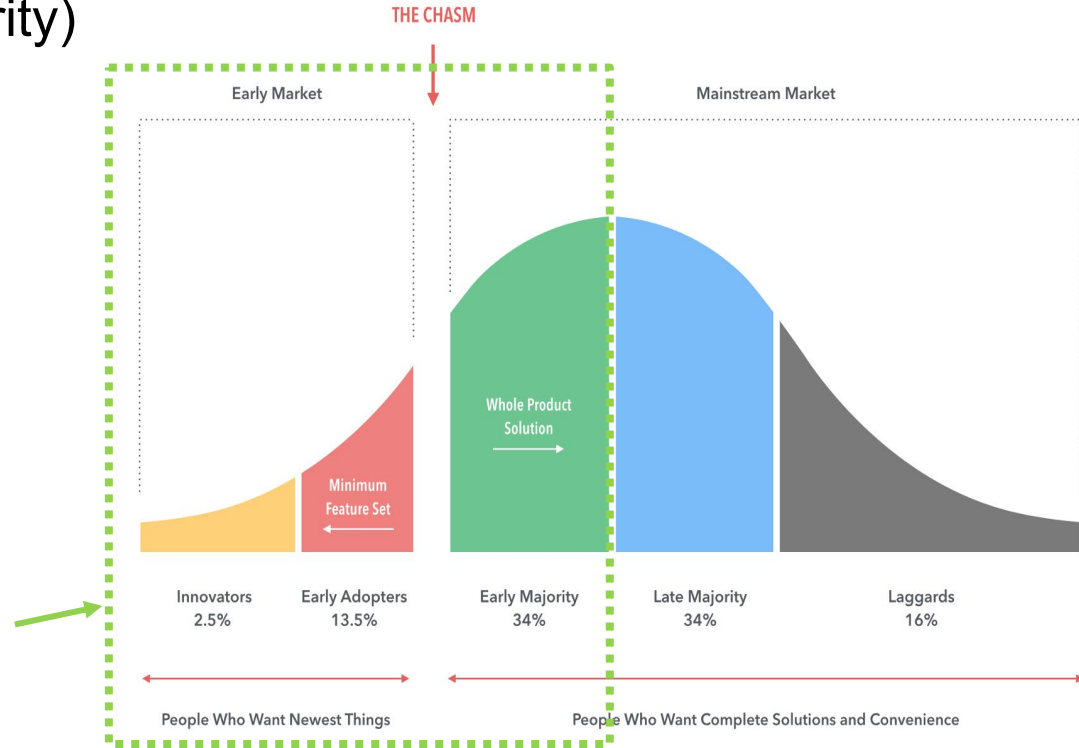 rity)
THE CHASM
Early Market
Mainstream Market
Whole Product
Solution
Minimum
Feature Set
Innovators
2.5%
Early Adopters
13.5%
Early Majority
34%
Late Majority
34%
Laggards
16%
People Who Want Newest Things
People Who Want Complete Solutions and Convenience